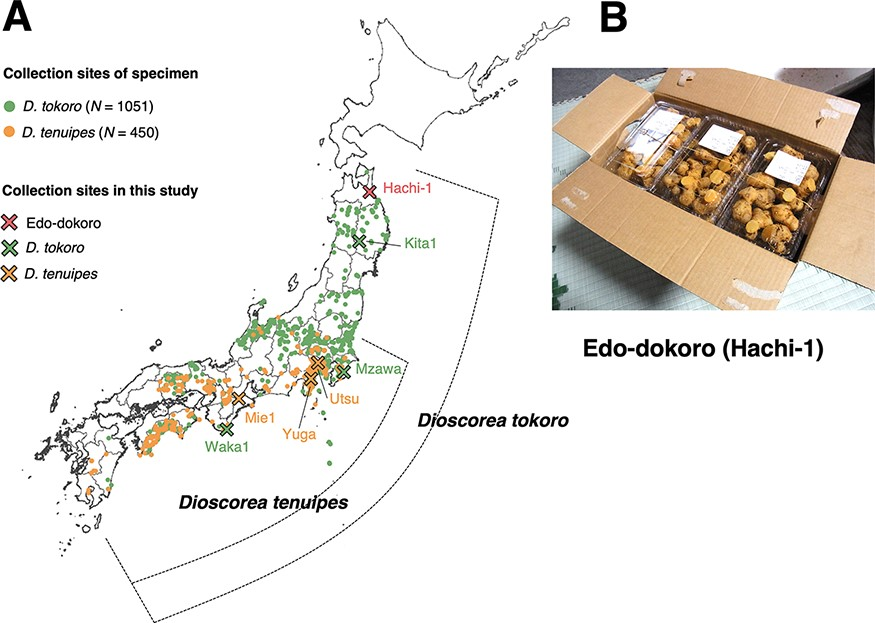 A
B
Collection sites of specimen
D. tokoro (N = 1051)
D. tenuipes (N = 450)
Collection sites in this study
Edo-dokoro
D. tokoro
D. tenuipes
Hachi-1
Kita1
Mzawa
Utsu
Mie1
Yuga
Waka1
Dioscorea tokoro
Dioscorea tenuipes
Edo-dokoro (Hachi-1)